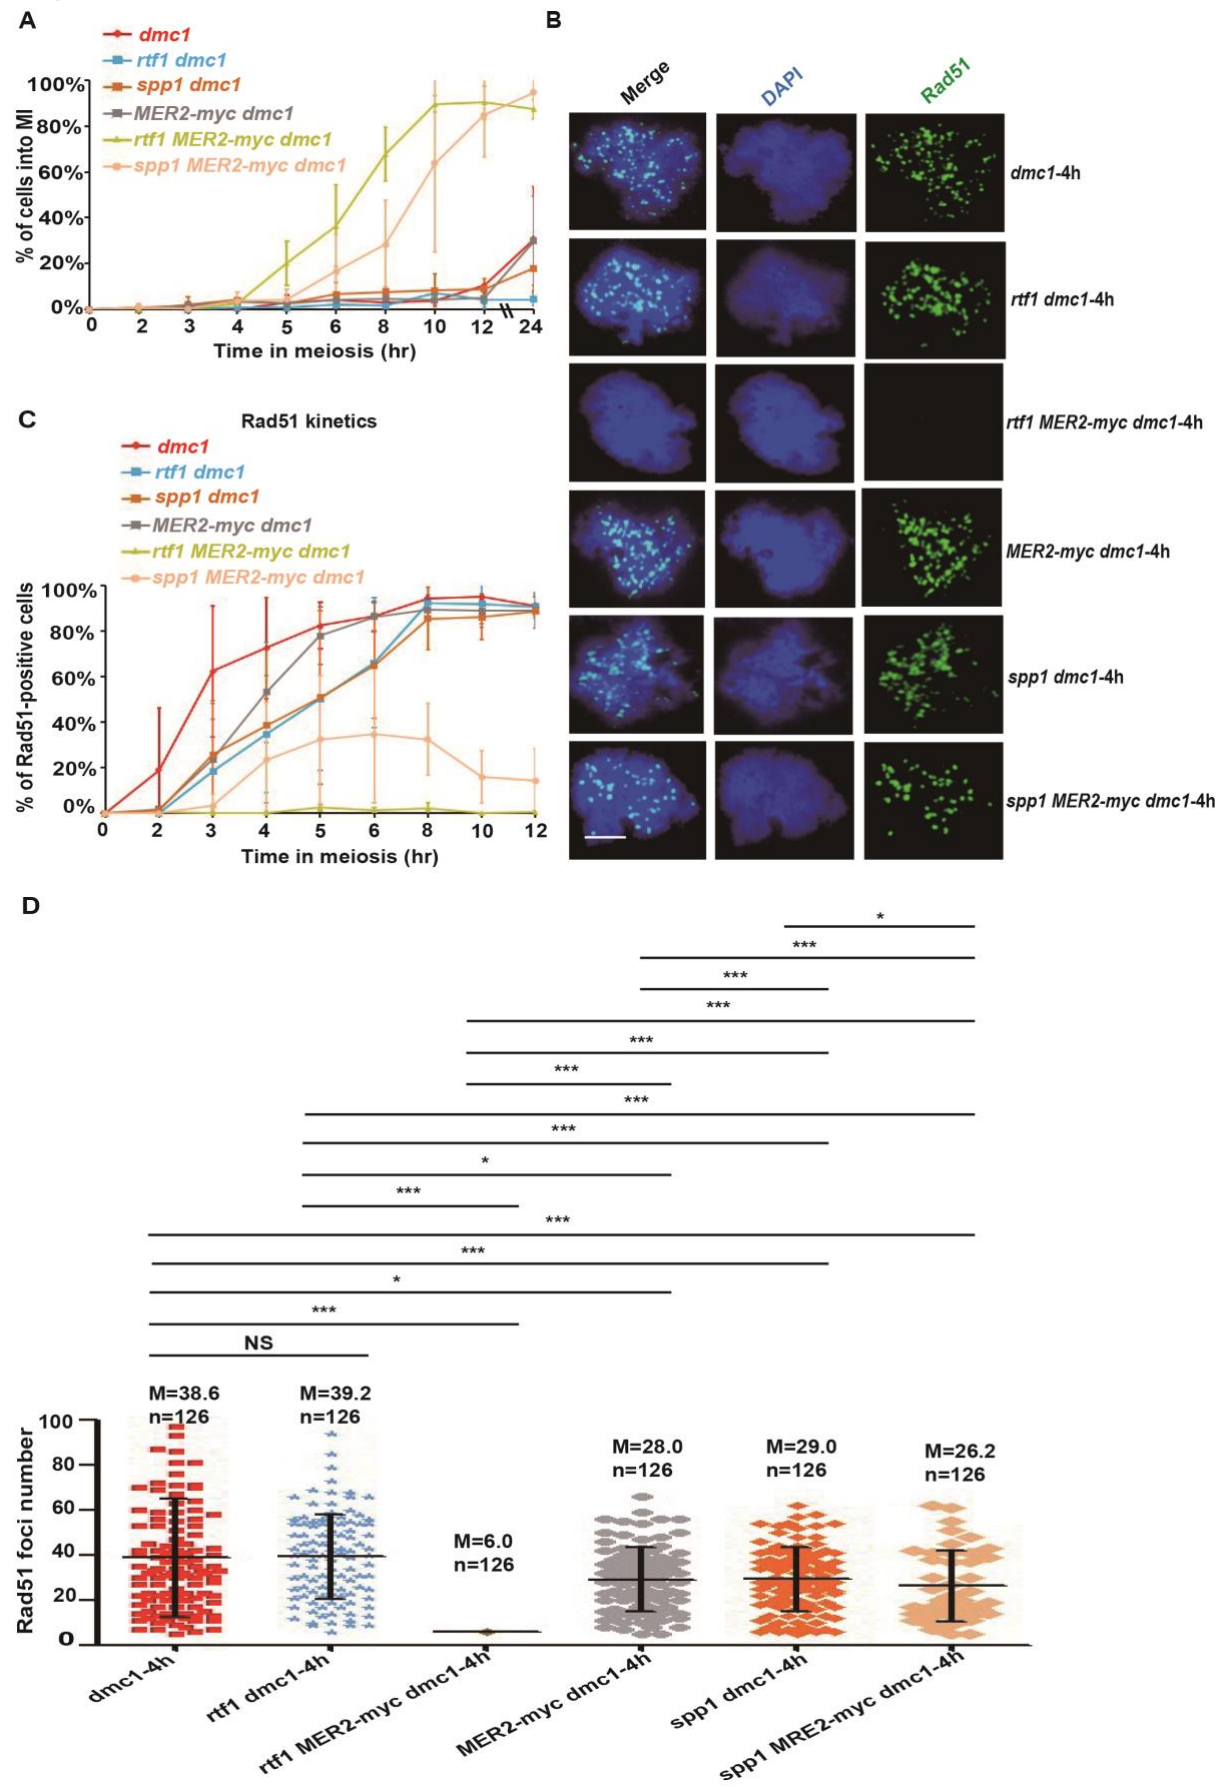 A
dmc1
rtf1 dmc1
spp1 dmc1
MER2-myc dmc1
rtf1 MER2-myc dmc1
spp1 MER2-myc dmc1
% of cells into MI
100%
80%
60%
40%
20%
0%
0 2 3 4 5 6 8 10 12 24
Time in meiosis (hr)
B
Merge
DAPI
Rad51
dmc1-4h
rtf1 dmc1-4h
rtf1 MER2-myc dmc1-4h
MER2-myc dmc1-4h
spp1 dmc1-4h
spp1 MER2-myc dmc1-4h
C
Rad51 kinetics
dmc1
rtf1 dmc1
spp1 dmc1
MER2-myc dmc1
rtf1 MER2-myc dmc1
spp1 MER2-myc dmc1
% of Rad51-positive cells
100%
80%
60%
40%
20%
0%
0 2 3 4 5 6 8 10 12
Time in meiosis (hr)
D
*
***
***
***
***
***
***
***
*
***
***
***
*
***
NS
M=38.6
n=126
M=39.2
n=126
M=6.0
n=126
M=28.0
n=126
M=29.0
n=126
M=26.2
n=126
Rad51 foci number
100
80
60
40
20
0
dmc1-4h
rtf1 dmc1-4h
rtf1 MER2-myc dmc1-4h
MER2-myc dmc1-4h
spp1 dmc1-4h
spp1 MRE2-myc dmc1-4h